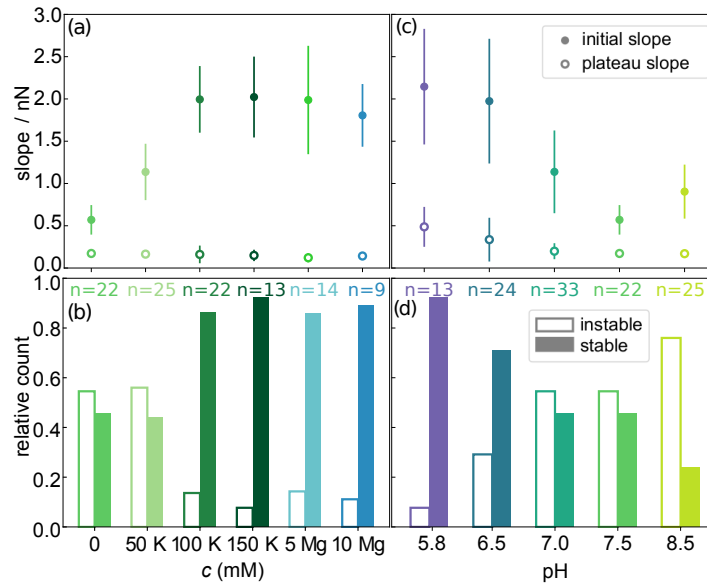 (a)
3.0
2.5
2.0
1.5
1.0
0.5
0.0
slope / nN
(c)
initial slope
plateau slope
(b)
n=22 n=25 n=22 n=13 n=14 n=9
1.0
0.8
0.6
0.4
0.2
0.0
relative count
0 50 K 100 K 150 K 5 Mg 10 Mg
c (mM)
(d)
n=13 n=24 n=33 n=22 n=25
instable
stable
5.8 6.5 7.0 7.5 8.5
pH